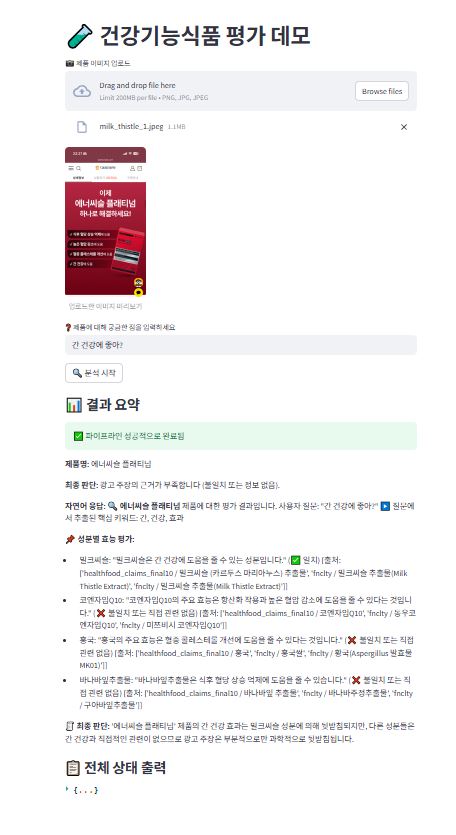 건강기능식품 평가 데모
제품 이미지 업로드
Drag and drop file here
Limit 200MB per file • PNG, JPG, JPEG
Browse files
milk_thistle_1.jpeg 1.1MB
이제
애너씨슬 플래티넘
하나로 해결하세요!
업로드한 이미지 미리보기
제품에 대해 궁금한 점을 입력하세요
간 건강에 좋아?
분석 시작
결과 요약
파이프라인 성공적으로 완료됨
제품명: 에너씨슬 플래티넘
최종 판단: 광고 주장의 근거가 부족합니다 (불일치 또는 정보 없음).
자연어 응답: 🔍 에너씨슬 플래티넘 제품에 대한 평가 결과입니다. 사용자 질문: "간 건강에 좋아?" ▶️ 질문에
서 추출된 핵심 키워드: 간, 건강, 효과
📌 성분별 효능 평가:
밀크씨슬: "밀크씨슬은 간 건강에 도움을 줄 수 있는 성분입니다." (✅ 일치) [출처:
['healthfood_claims_final10 / 밀크씨슬 (카르두스 마리아누스) 추출물', 'fnclty / 밀크씨슬 추출물(Milk
Thistle Extract)', 'fnclty / 밀크씨슬 추출물(Milk Thistle Extract)']]
코엔자임Q10: "코엔자임Q10의 주요 효능은 항산화 작용과 높은 혈압 감소에 도움을 줄 수 있다는 것입니
다." (❌ 불일치 또는 직접 관련 없음) [출처: ['healthfood_claims_final10 / 코엔자임Q10', 'fnclty / 동우코
엔자임Q10', 'fnclty / 미쯔비시 코엔자임Q10']]
홍국: "홍국의 주요 효능은 혈중 콜레스테롤 개선에 도움을 줄 수 있다는 것입니다." (❌ 불일치 또는 직접
관련 없음) [출처: ['healthfood_claims_final10 / 홍국', 'fnclty / 홍국쌀', 'fnclty / 황국(Aspergillus 발효물
MK01)']]
바나바잎추출물: "바나바잎추출물은 식후 혈당 상승 억제에 도움을 줄 수 있습니다." (❌ 불일치 또는 직
접 관련 없음) [출처: ['healthfood_claims_final10 / 바나바잎 추출물', 'fnclty / 바나바주정추출물', 'fnclty
/ 구아바잎추출물']]
🧾 최종 판단: '에너씨슬 플래티넘' 제품의 간 건강 효과는 밀크씨슬 성분에 의해 뒷받침되지만, 다른 성분들은
간 건강과 직접적인 관련이 없으므로 광고 주장은 부분적으로만 과학적으로 뒷받침됩니다.
전체 상태 출력
{...}